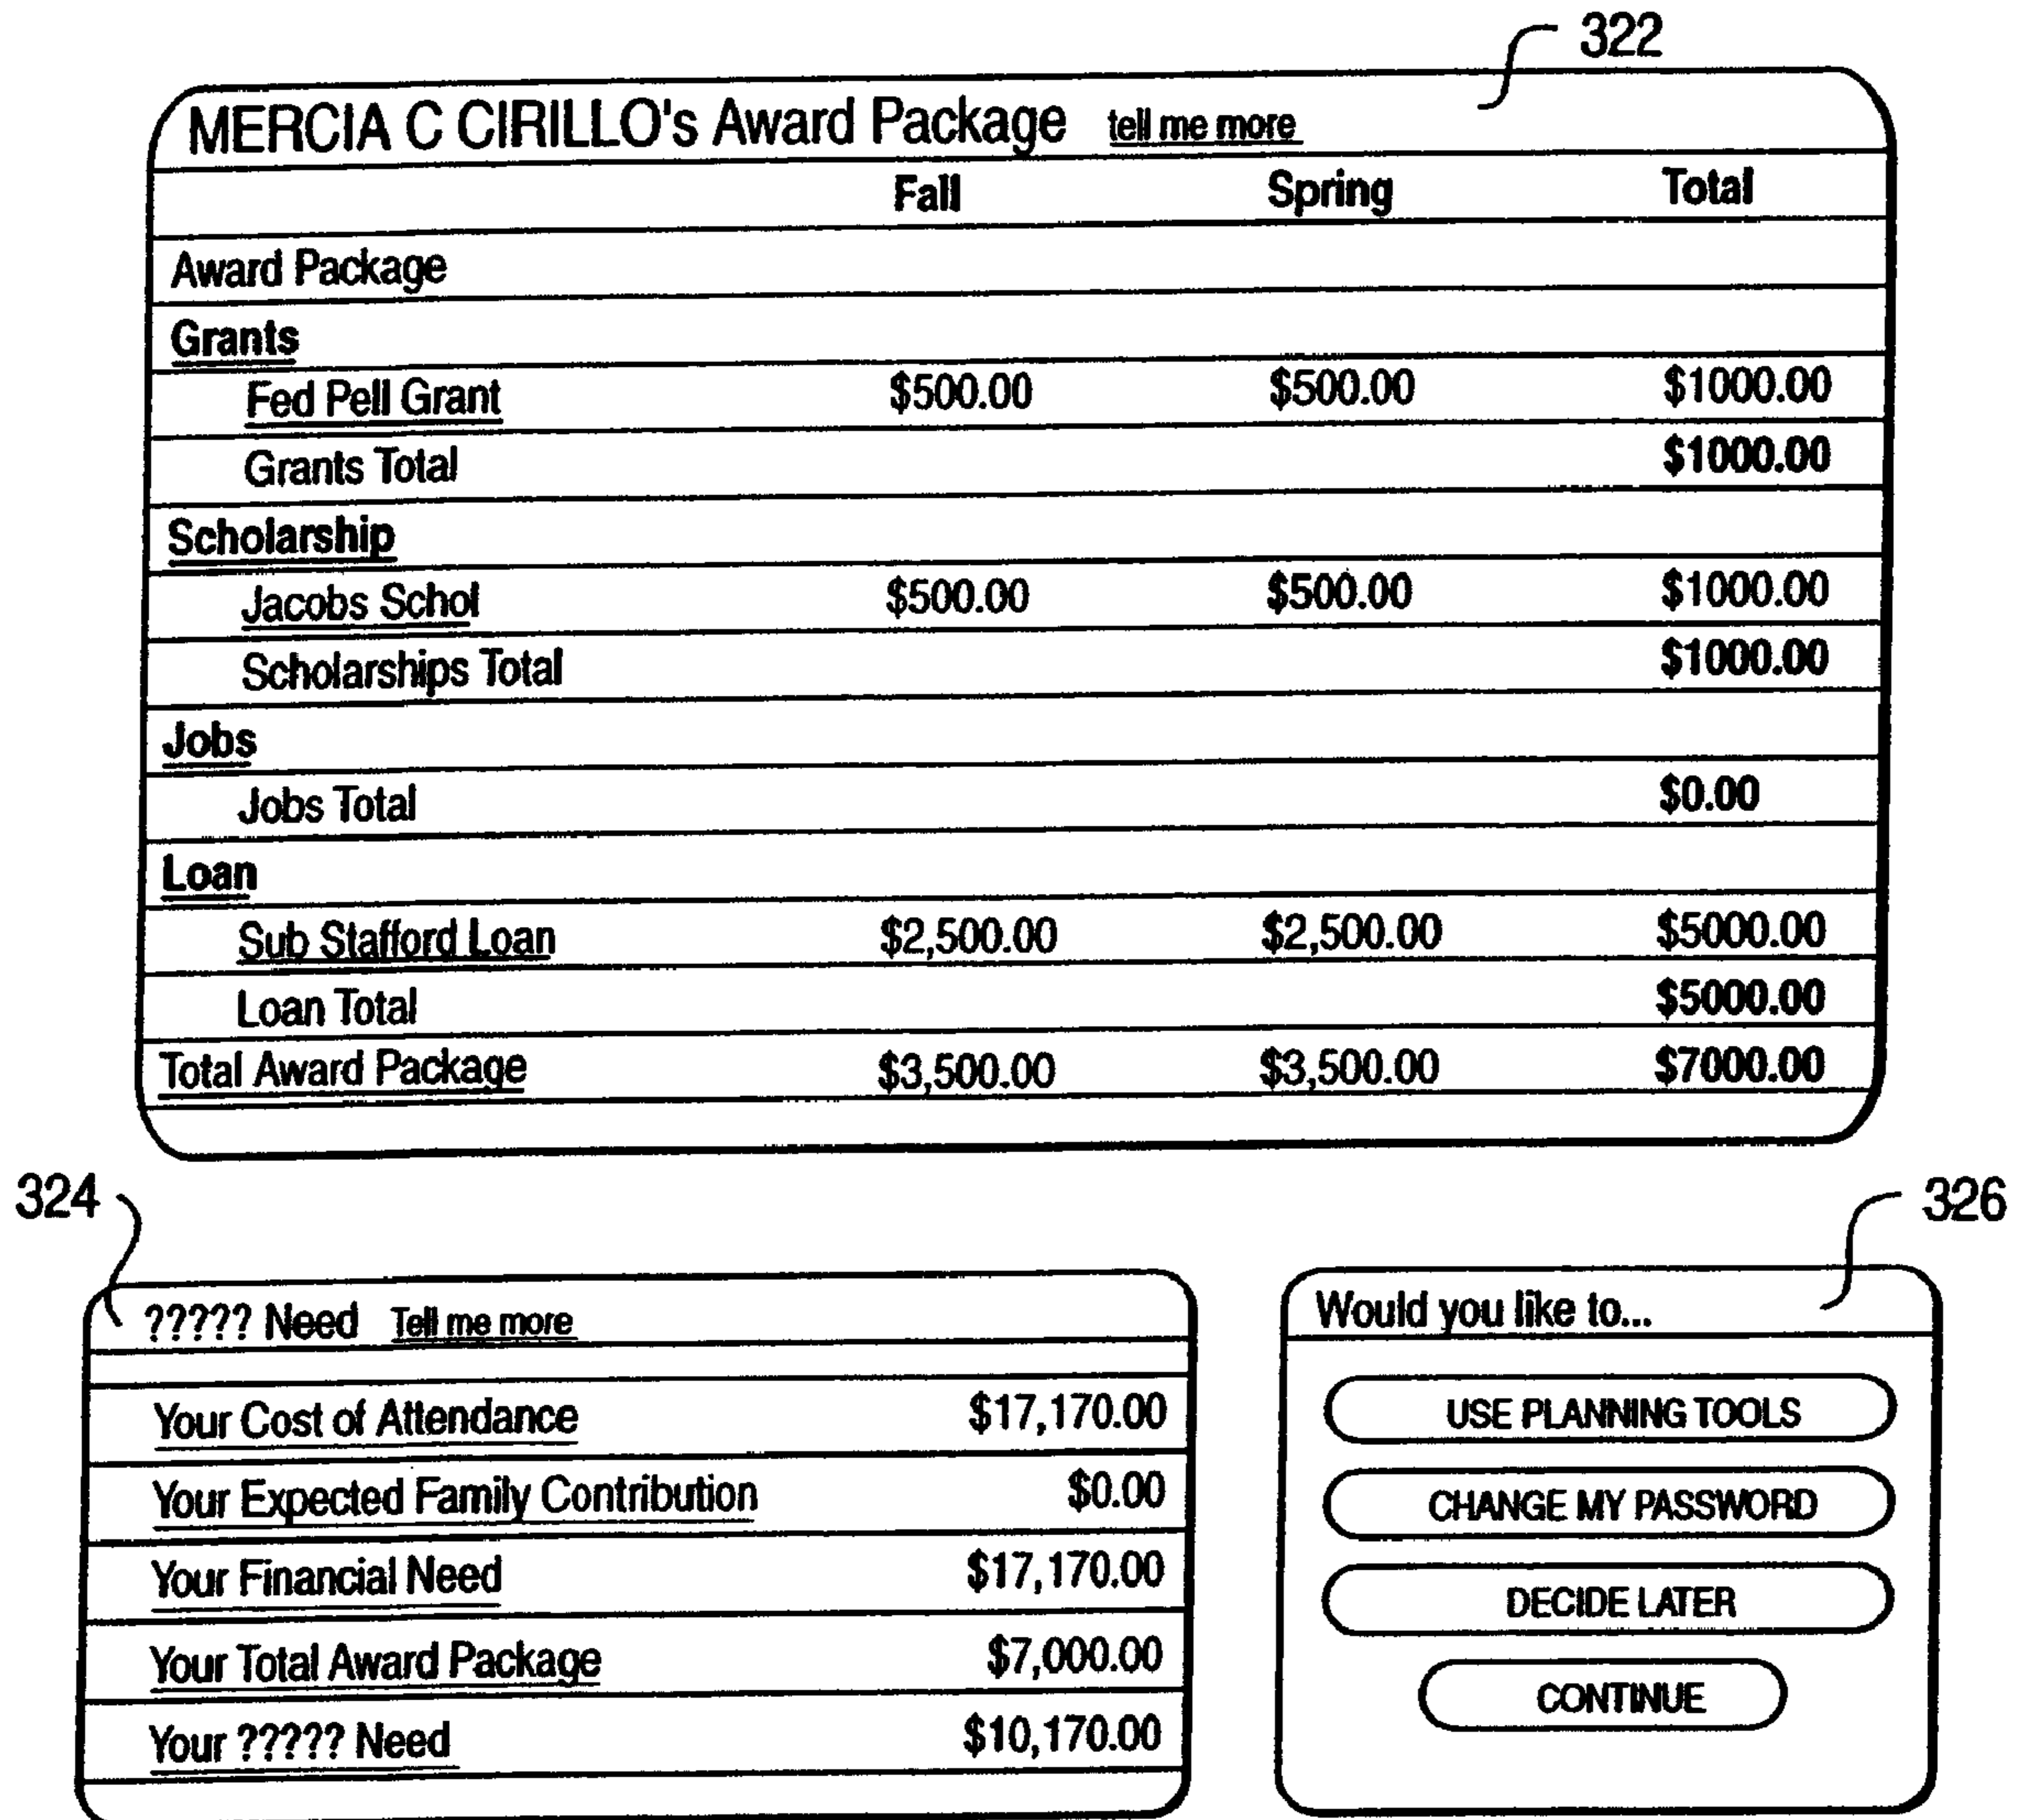 322
MERCIA C CIRILLO's Award Package tell me more
Fall Spring Total
Award Package
Grants
Fed Pell Grant $500.00 $500.00 $1000.00
Grants Total $1000.00
Scholarship
Jacobs Schol $500.00 $500.00 $1000.00
Scholarships Total $1000.00
Jobs
Jobs Total $0.00
Loan
Sub Stafford Loan $2,500.00 $2,500.00 $5000.00
Loan Total $5000.00
Total Award Package $3,500.00 $3,500.00 $7000.00
324
????? Need Tell me more
Your Cost of Attendance $17,170.00
Your Expected Family Contribution $0.00
Your Financial Need $17,170.00
Your Total Award Package $7,000.00
Your ????? Need $10,170.00
326
Would you like to...
USE PLANNING TOOLS
CHANGE MY PASSWORD
DECIDE LATER
CONTINUE